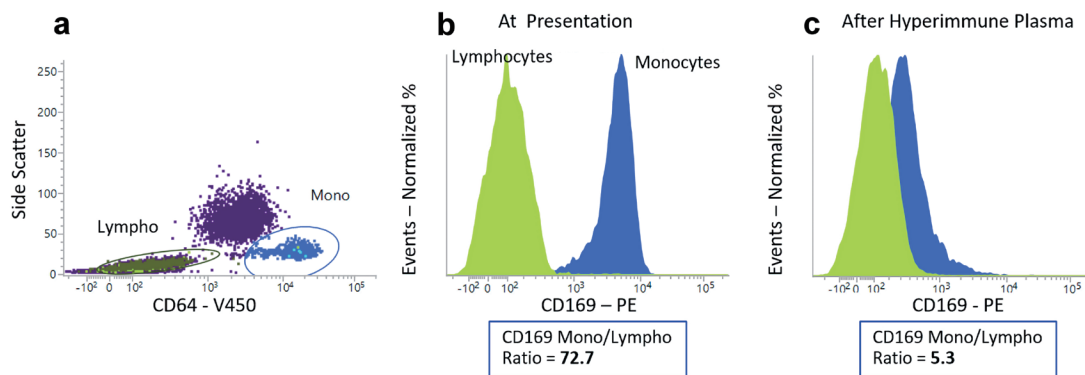 a
Side Scatter
250
200
150
100
50
0
Lympho
Mono
-10² 0 10² 10³ 10⁴ 10⁵
CD64 - V450
b
At Presentation
Events – Normalized %
Lymphocytes
Monocytes
-10² 0 10² 10³ 10⁴ 10⁵
CD169 – PE
CD169 Mono/Lympho
Ratio = 72.7
c
After Hyperimmune Plasma
Events – Normalized %
-10² 0 10² 10³ 10⁴ 10⁵
CD169 - PE
CD169 Mono/Lympho
Ratio = 5.3